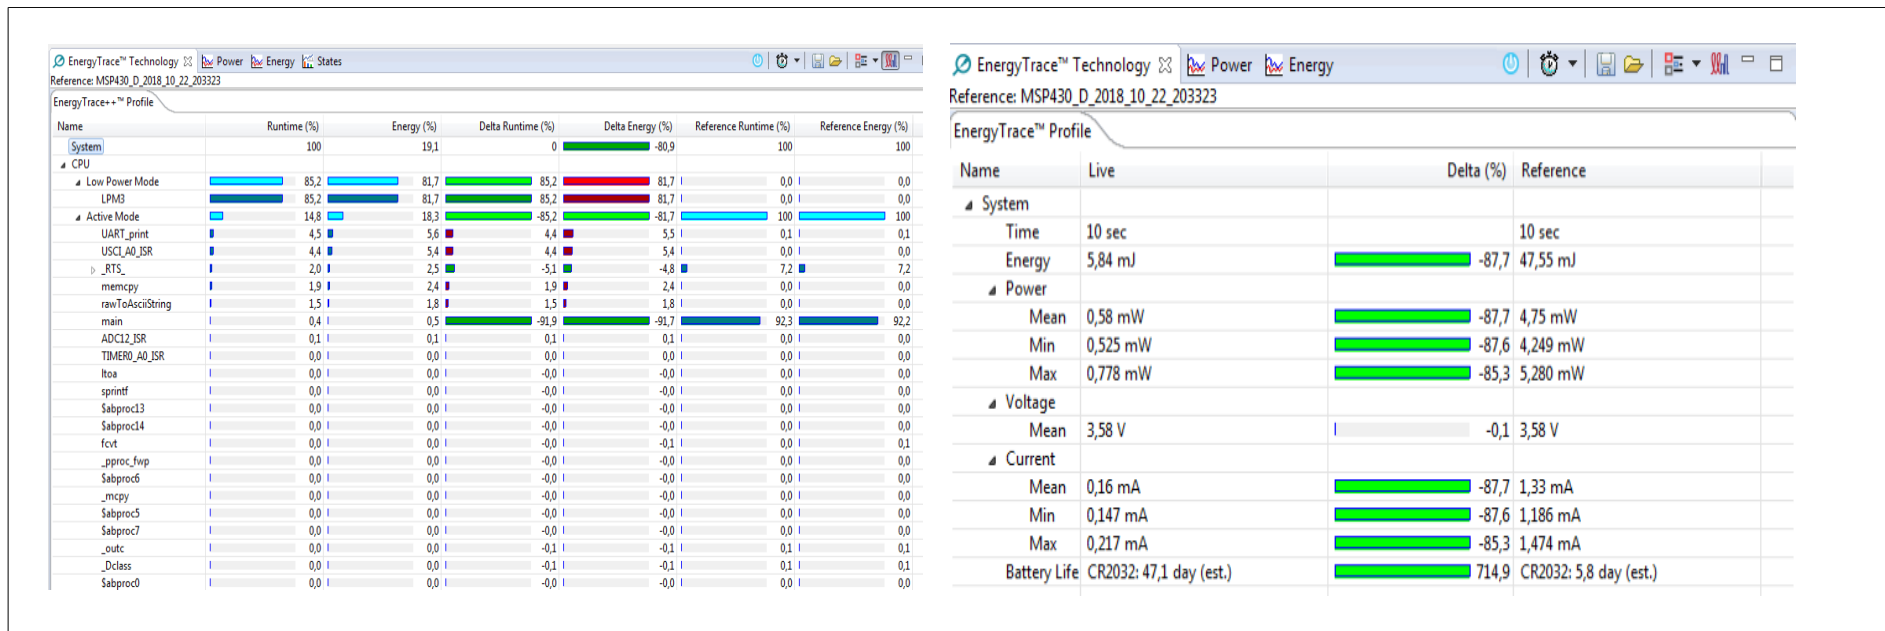 EnergyTrace™ Technology Power Energy States
Reference: MSP430_D_2018_10_22_203323
EnergyTrace++™ Profile
Name Runtime (%) Energy (%) Delta Runtime (%) Delta Energy (%) Reference Runtime (%) Reference Energy (%)
System 100 19,1 0 -80,9 100 100
CPU
Low Power Mode 85,2 81,7 85,2 81,7 0,0 0,0
LPM3 85,2 81,7 85,2 81,7 0,0 0,0
Active Mode 14,8 18,3 -85,2 -81,7 100 100
UART_print 4,5 5,6 4,4 5,5 0,1 0,1
USCI_A0_ISR 4,4 5,4 4,4 5,4 0,0 0,0
_RTS_ 2,0 2,5 -5,1 -4,8 7,2 7,2
memcpy 1,9 2,4 1,9 2,4 0,0 0,0
rawToAsciiString 1,5 1,8 1,5 1,8 0,0 0,0
main 0,4 0,5 -91,9 -91,7 92,3 92,2
ADC12_ISR 0,1 0,1 0,1 0,1 0,0 0,0
TIMER0_A0_ISR 0,0 0,0 0,0 0,0 0,0 0,0
ltoa 0,0 0,0 -0,0 -0,0 0,0 0,0
sprintf 0,0 0,0 -0,0 -0,0 0,0 0,0
$abproc13 0,0 0,0 -0,0 -0,0 0,0 0,0
$abproc14 0,0 0,0 -0,0 -0,0 0,0 0,0
fcvt 0,0 0,0 -0,0 -0,1 0,0 0,1
_pproc_fwp 0,0 0,0 -0,0 -0,0 0,0 0,0
$abproc6 0,0 0,0 -0,0 -0,0 0,0 0,0
_mcpy 0,0 0,0 -0,0 -0,0 0,0 0,0
$abproc5 0,0 0,0 -0,0 -0,0 0,0 0,0
$abproc7 0,0 0,0 -0,0 -0,0 0,0 0,0
_outc 0,0 0,0 -0,1 -0,1 0,1 0,1
_Dclass 0,0 0,0 -0,1 -0,1 0,1 0,1
$abproc0 0,0 0,0 -0,0 -0,0 0,0 0,0
EnergyTrace™ Technology Power Energy
Reference: MSP430_D_2018_10_22_203323
EnergyTrace™ Profile
Name Live Delta (%) Reference
System
Time 10 sec 10 sec
Energy 5,84 mJ -87,7 47,55 mJ
Power
Mean 0,58 mW -87,7 4,75 mW
Min 0,525 mW -87,6 4,249 mW
Max 0,778 mW -85,3 5,280 mW
Voltage
Mean 3,58 V -0,1 3,58 V
Current
Mean 0,16 mA -87,7 1,33 mA
Min 0,147 mA -87,6 1,186 mA
Max 0,217 mA -85,3 1,474 mA
Battery Life CR2032: 47,1 day (est.) 714,9 CR2032: 5,8 day (est.)